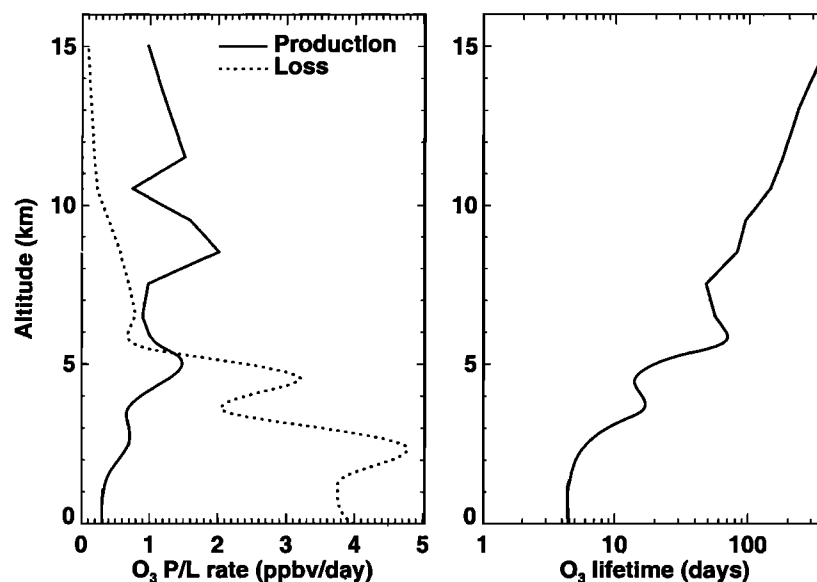 Production
Loss
15
10
5
0
Altitude (km)
0 1 2 3 4 5
O₃ P/L rate (ppbv/day)
15
10
5
0
1 10 100
O₃ lifetime (days)